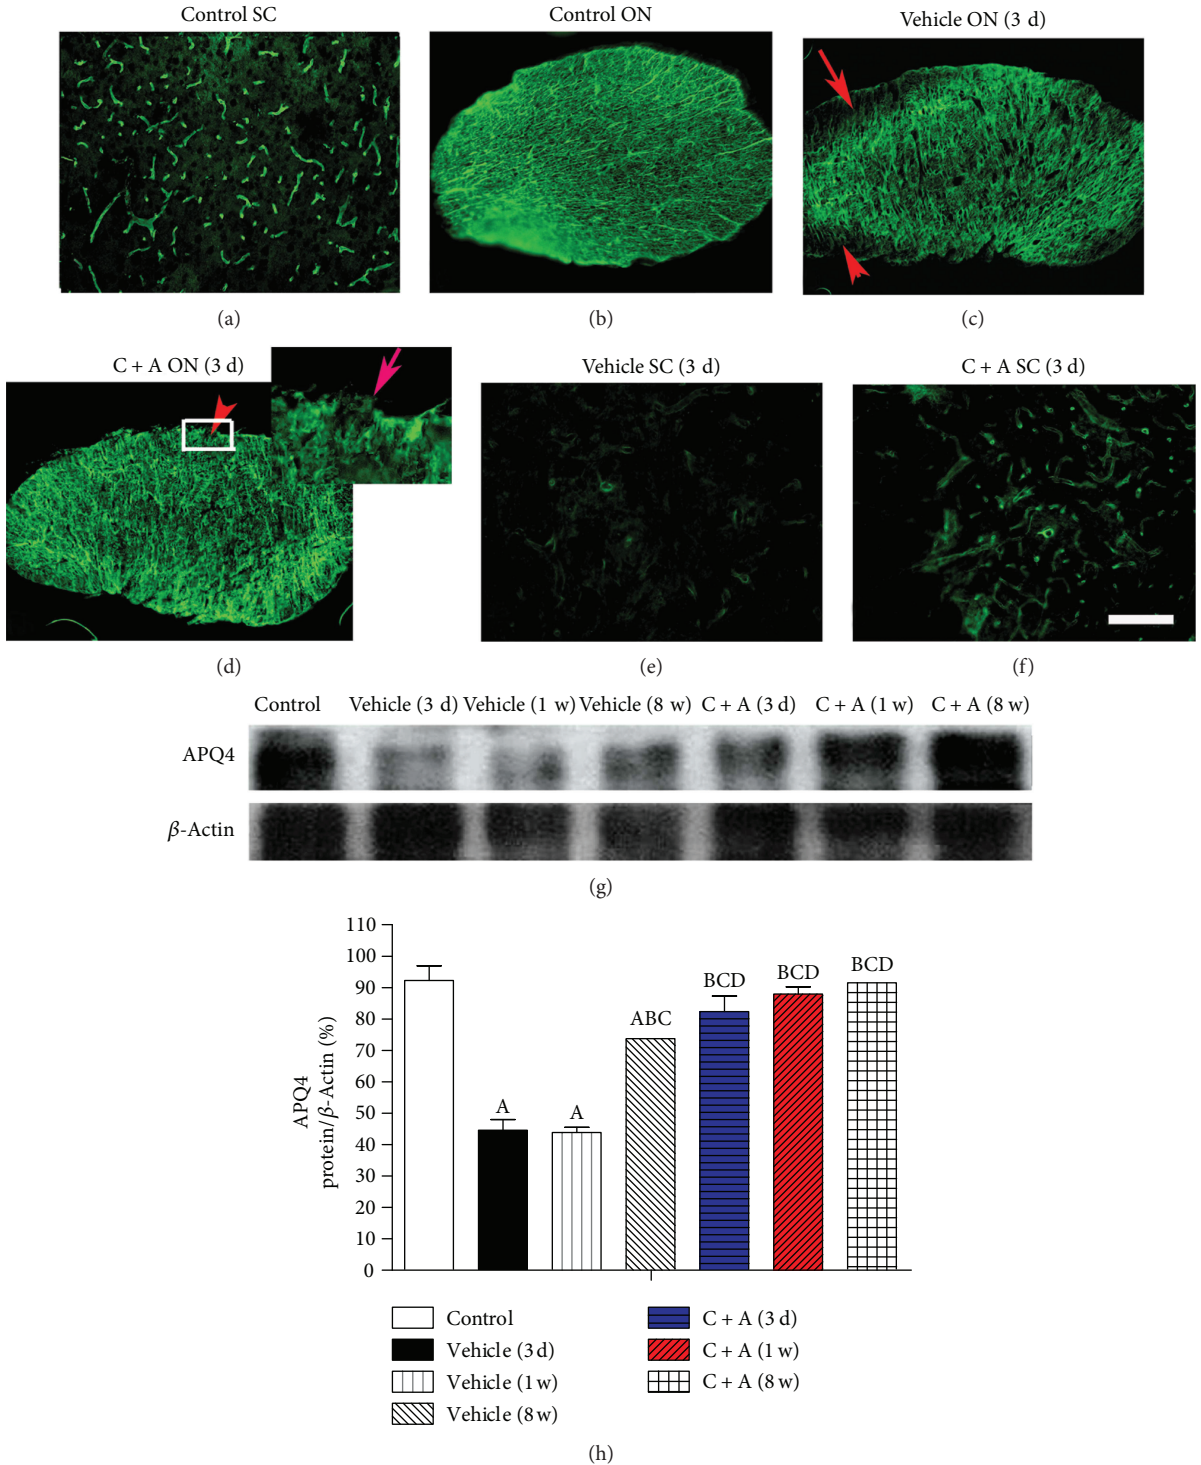 Control SC
Control ON
Vehicle ON (3 d)
(a)
(b)
(c)
C + A ON (3 d)
Vehicle SC (3 d)
C + A SC (3 d)
(d)
(e)
(f)
Control Vehicle (3 d) Vehicle (1 w) Vehicle (8 w) C + A (3 d) C + A (1 w) C + A (8 w)
APQ4
β-Actin
(g)
APQ4
protein/β-Actin (%)
110
100
90
80
70
60
50
40
30
20
10
0
A
A
ABC
BCD
BCD
BCD
Control
Vehicle (3 d)
Vehicle (1 w)
Vehicle (8 w)
C + A (3 d)
C + A (1 w)
C + A (8 w)
(h)